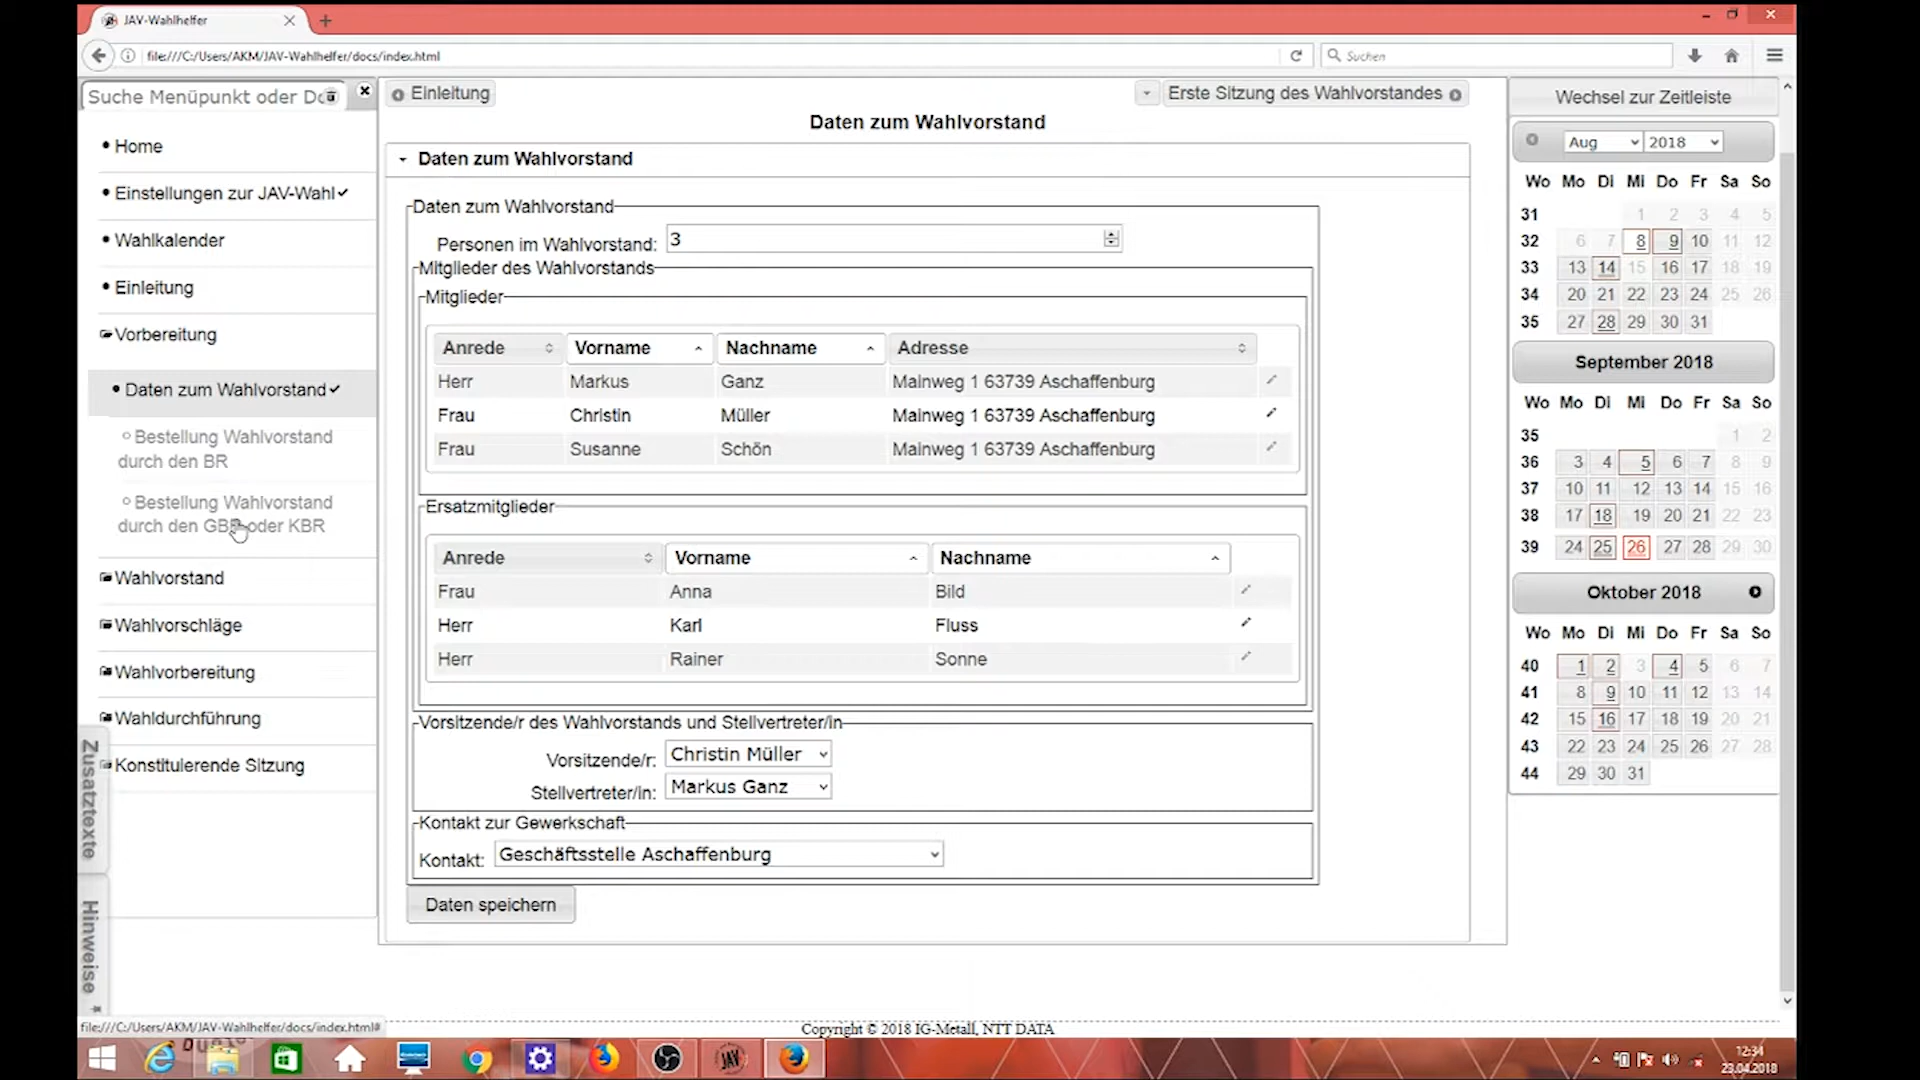 JAV-Wahlhelfer
file:///C:/Users/AKM/JAV-Wahlhelfer/docs/index.html
Suchen
Suche Menüpunkt oder Do
Einleitung
Erste Sitzung des Wahlvorstandes
Wechsel zur Zeitleiste
Daten zum Wahlvorstand
Home
Einstellungen zur JAV-Wahl
Wahlkalender
Einleitung
Vorbereitung
Daten zum Wahlvorstand
Bestellung Wahlvorstand
durch den BR
Bestellung Wahlvorstand
durch den GBR oder KBR
Wahlvorstand
Wahlvorschläge
Wahlvorbereitung
Wahldurchführung
Konstituierende Sitzung
Zusatztexte
Hinweise
Daten zum Wahlvorstand
Daten zum Wahlvorstand
Personen im Wahlvorstand: 3
Mitglieder des Wahlvorstands
Mitglieder
Anrede Vorname Nachname Adresse
Herr Markus Ganz Mainweg 1 63739 Aschaffenburg
Frau Christin Müller Mainweg 1 63739 Aschaffenburg
Frau Susanne Schön Mainweg 1 63739 Aschaffenburg
Ersatzmitglieder
Anrede Vorname Nachname
Frau Anna Bild
Herr Karl Fluss
Herr Rainer Sonne
Vorsitzende/r des Wahlvorstands und Stellvertreter/in
Vorsitzende/r: Christin Müller
Stellvertreter/in: Markus Ganz
Kontakt zur Gewerkschaft
Kontakt: Geschäftsstelle Aschaffenburg
Daten speichern
Aug 2018
Wo Mo Di Mi Do Fr Sa So
31 1 2 3 4 5
32 6 7 8 9 10 11 12
33 13 14 15 16 17 18 19
34 20 21 22 23 24 25 26
35 27 28 29 30 31
September 2018
Wo Mo Di Mi Do Fr Sa So
35 1 2
36 3 4 5 6 7 8 9
37 10 11 12 13 14 15 16
38 17 18 19 20 21 22 23
39 24 25 26 27 28 29 30
Oktober 2018
Wo Mo Di Mi Do Fr Sa So
40 1 2 3 4 5 6 7
41 8 9 10 11 12 13 14
42 15 16 17 18 19 20 21
43 22 23 24 25 26 27 28
44 29 30 31
file:///C:/Users/AKM/JAV-Wahlhelfer/docs/index.html#
Copyright © 2018 IG-Metall, NTT DATA
JAV
12:34
23.04.2018